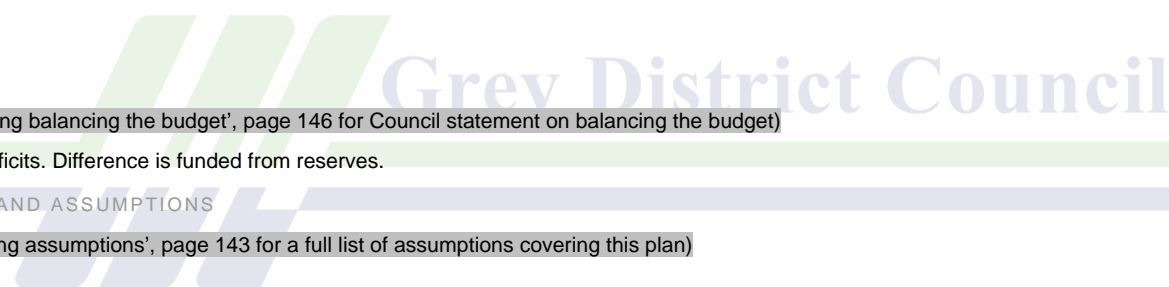 Grey District Council
ng balancing the budget’, page 146 for Council statement on balancing the budget)
ficits. Difference is funded from reserves.
AND ASSUMPTIONS
ng assumptions’, page 143 for a full list of assumptions covering this plan)